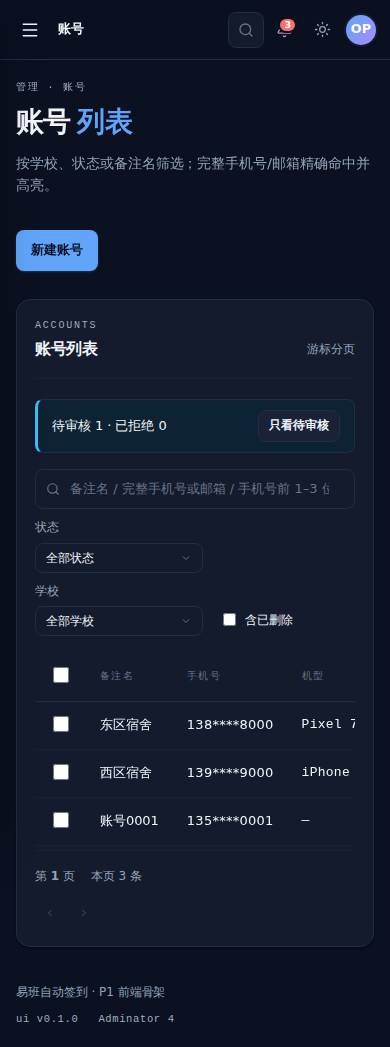 账号
3
OP
管理 · 账号
账号 列表
按学校、状态或备注名筛选；完整手机号/邮箱精确命中并
高亮。
新建账号
ACCOUNTS
账号列表
游标分页
待审核 1 · 已拒绝 0
只看待审核
备注名 / 完整手机号或邮箱 / 手机号前 1–3 位
状态
全部状态
学校
全部学校
含已删除
备注名 手机号 机型
东区宿舍 138****8000 Pixel 7
西区宿舍 139****9000 iPhone
账号0001 135****0001 —
第 1 页 本页 3 条
易班自动签到 · P1 前端骨架
ui v0.1.0 Adminator 4